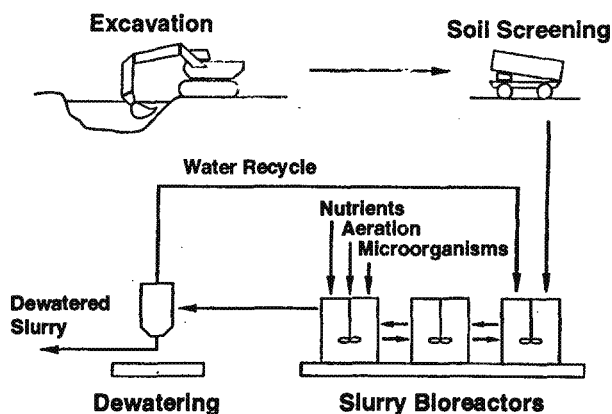 Excavation
Soil Screening
Water Recycle
Nutrients
Aeration
Microorganisms
Dewatered
Slurry
Dewatering
Slurry Bioreactors